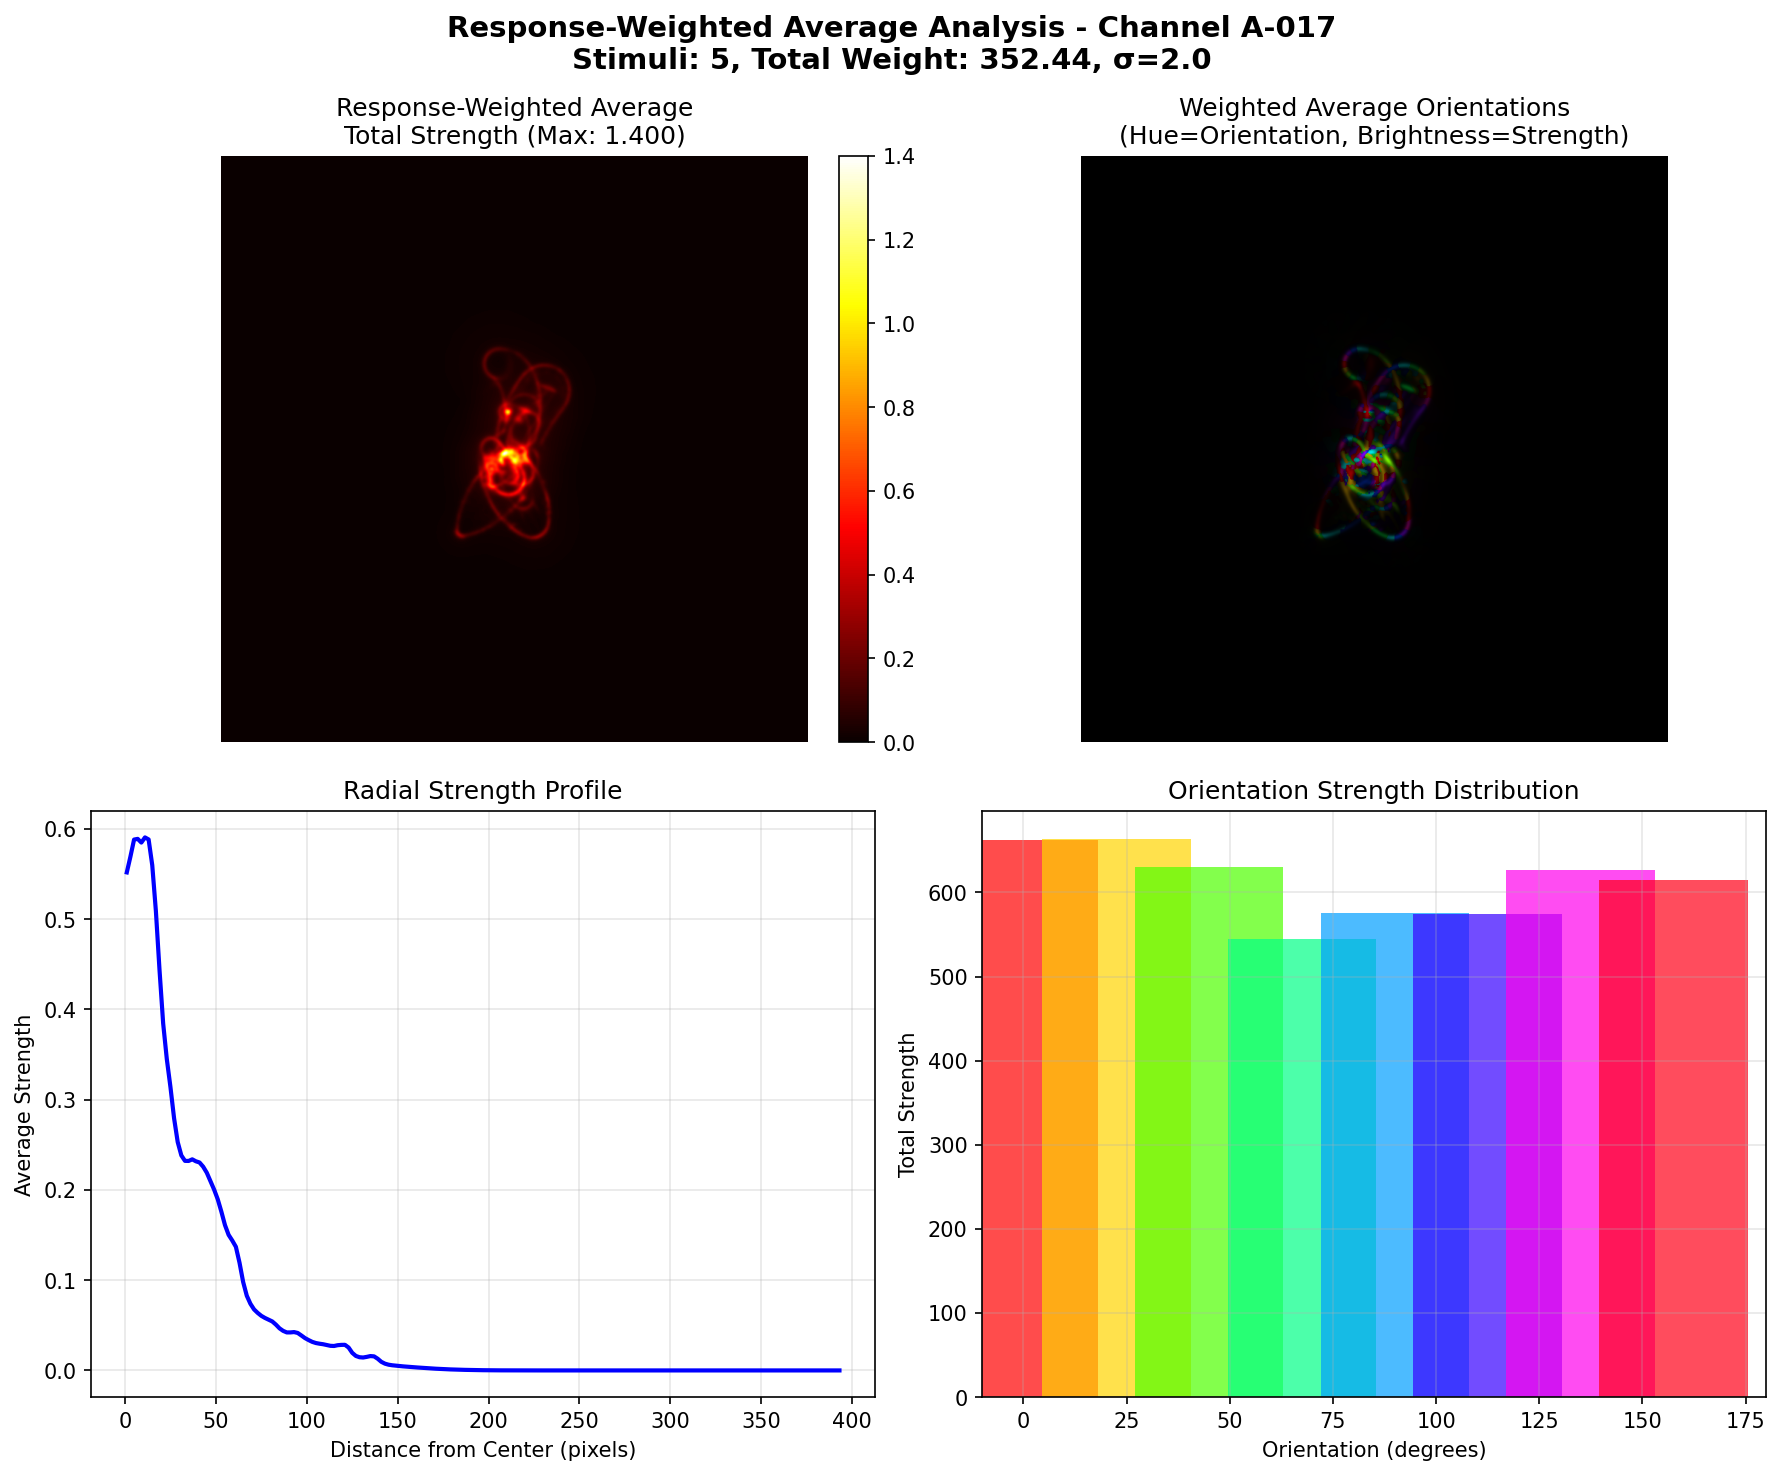 Response-Weighted Average Analysis - Channel A-017
Stimuli: 5, Total Weight: 352.44, σ=2.0
Response-Weighted Average
Total Strength (Max: 1.400)
1.4
1.2
1.0
0.8
0.6
0.4
0.2
0.0
Weighted Average Orientations
(Hue=Orientation, Brightness=Strength)
Radial Strength Profile
Average Strength
0.6
0.5
0.4
0.3
0.2
0.1
0.0
0 50 100 150 200 250 300 350 400
Distance from Center (pixels)
Orientation Strength Distribution
Total Strength
600
500
400
300
200
100
0
0 25 50 75 100 125 150 175
Orientation (degrees)